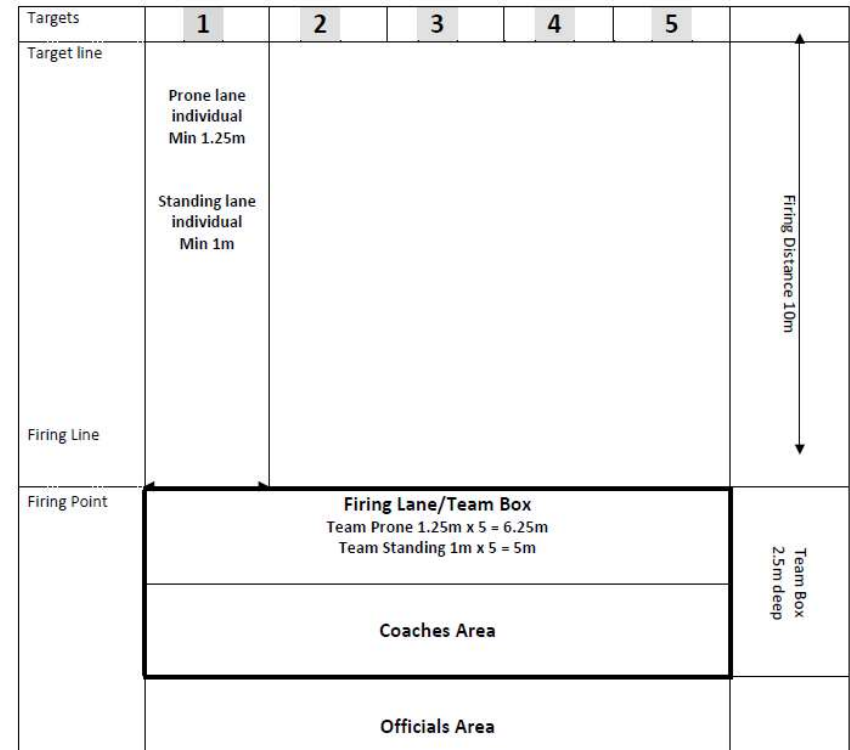 Targets
1 2 3 4 5
Target line
Prone lane
individual
Min 1.25m
Standing lane
individual
Min 1m
Firing Distance 10m
Firing Line
Firing Point
Firing Lane/Team Box
Team Prone 1.25m x 5 = 6.25m
Team Standing 1m x 5 = 5m
Team Box
2.5m deep
Coaches Area
Officials Area